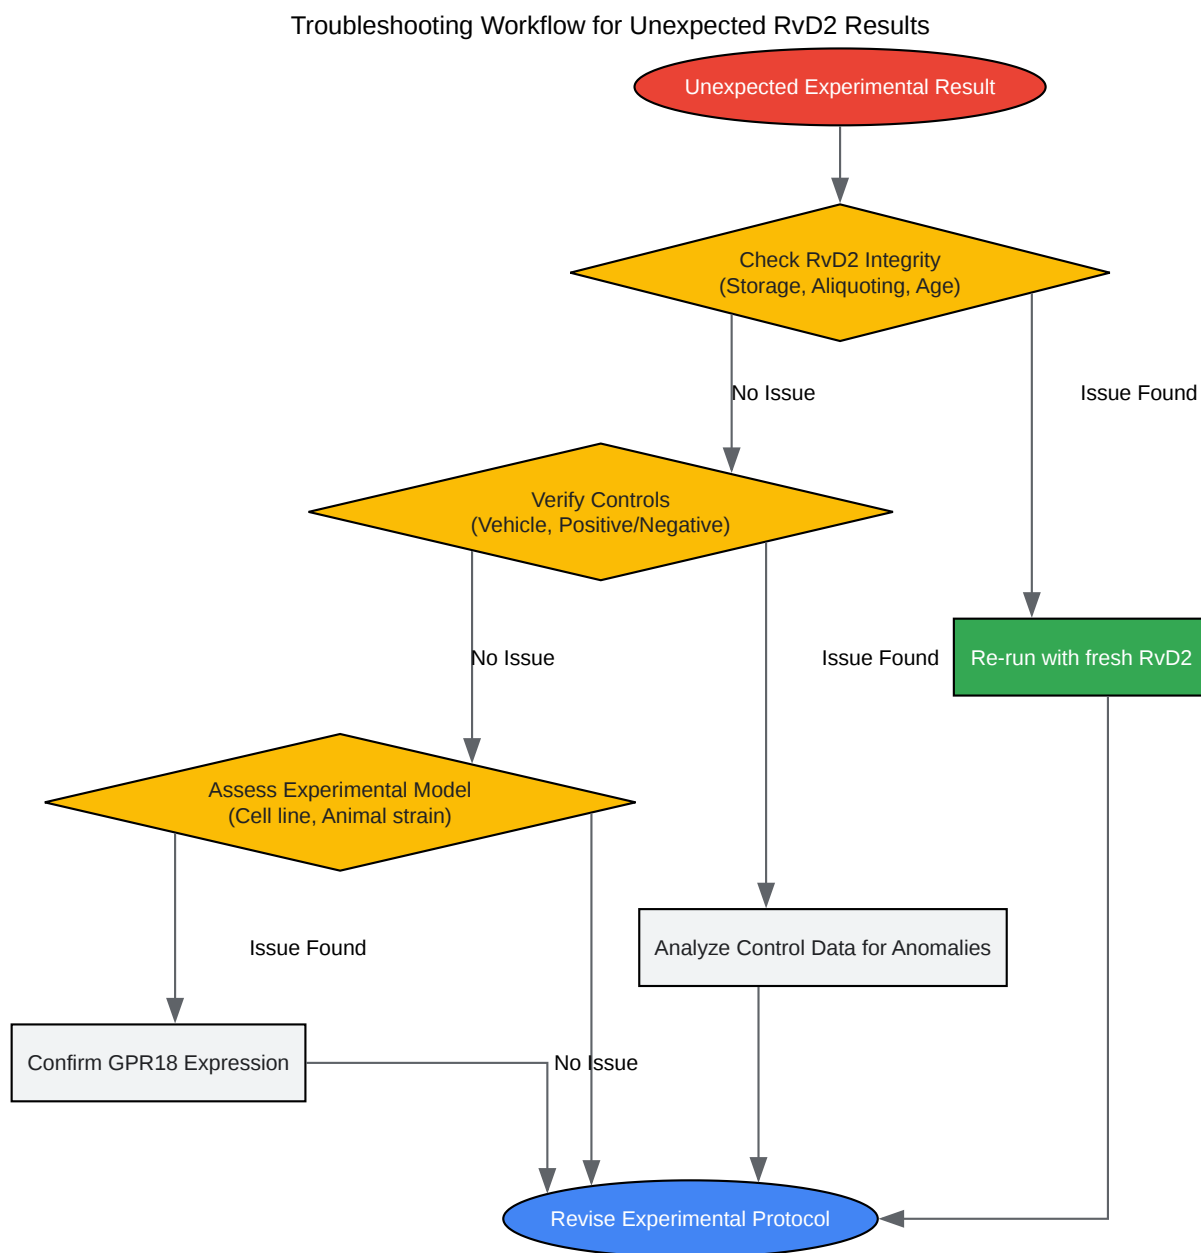 Troubleshooting Workflow for Unexpected RvD2 Results
Unexpected Experimental Result
Check RvD2 Integrity
(Storage, Aliquoting, Age)
No Issue
Issue Found
Verify Controls
(Vehicle, Positive/Negative)
No Issue
Issue Found
Re-run with fresh RvD2
Assess Experimental Model
(Cell line, Animal strain)
Issue Found
Analyze Control Data for Anomalies
Confirm GPR18 Expression
No Issue
Revise Experimental Protocol